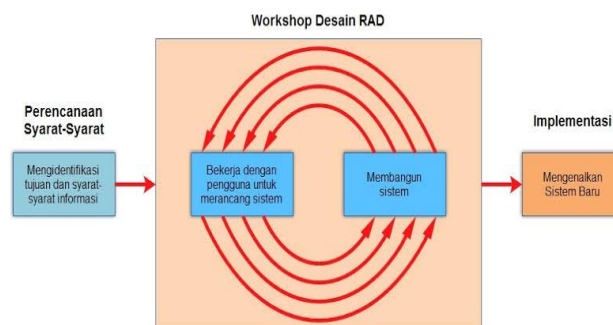 Workshop Desain RAD
Perencanaan
Syarat-Syarat
Mengidentifikasi
tujuan dan syarat-
syarat informasi
Bekerja dengan
pengguna untuk
merancang sistem
Membangun
sistem
Implementasi
Mengenalkan
Sistem Baru